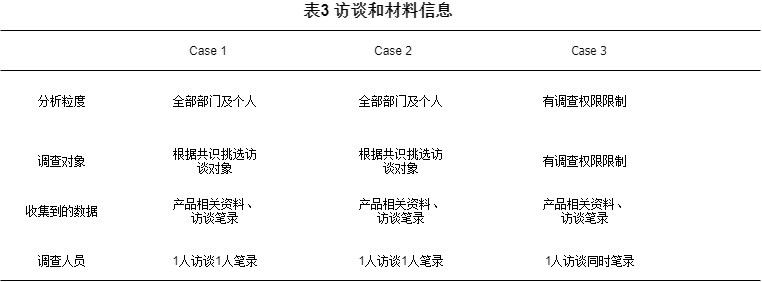 表3 访谈和材料信息
Case 1 Case 2 Case 3
分析粒度 全部部门及个人 全部部门及个人 有调查权限限制
调查对象 根据共识挑选访谈对象 根据共识挑选访谈对象 有调查权限限制
收集到的数据 产品相关资料、访谈笔录 产品相关资料、访谈笔录 产品相关资料、访谈笔录
调查人员 1人访谈1人笔录 1人访谈1人笔录 1人访谈同时笔录